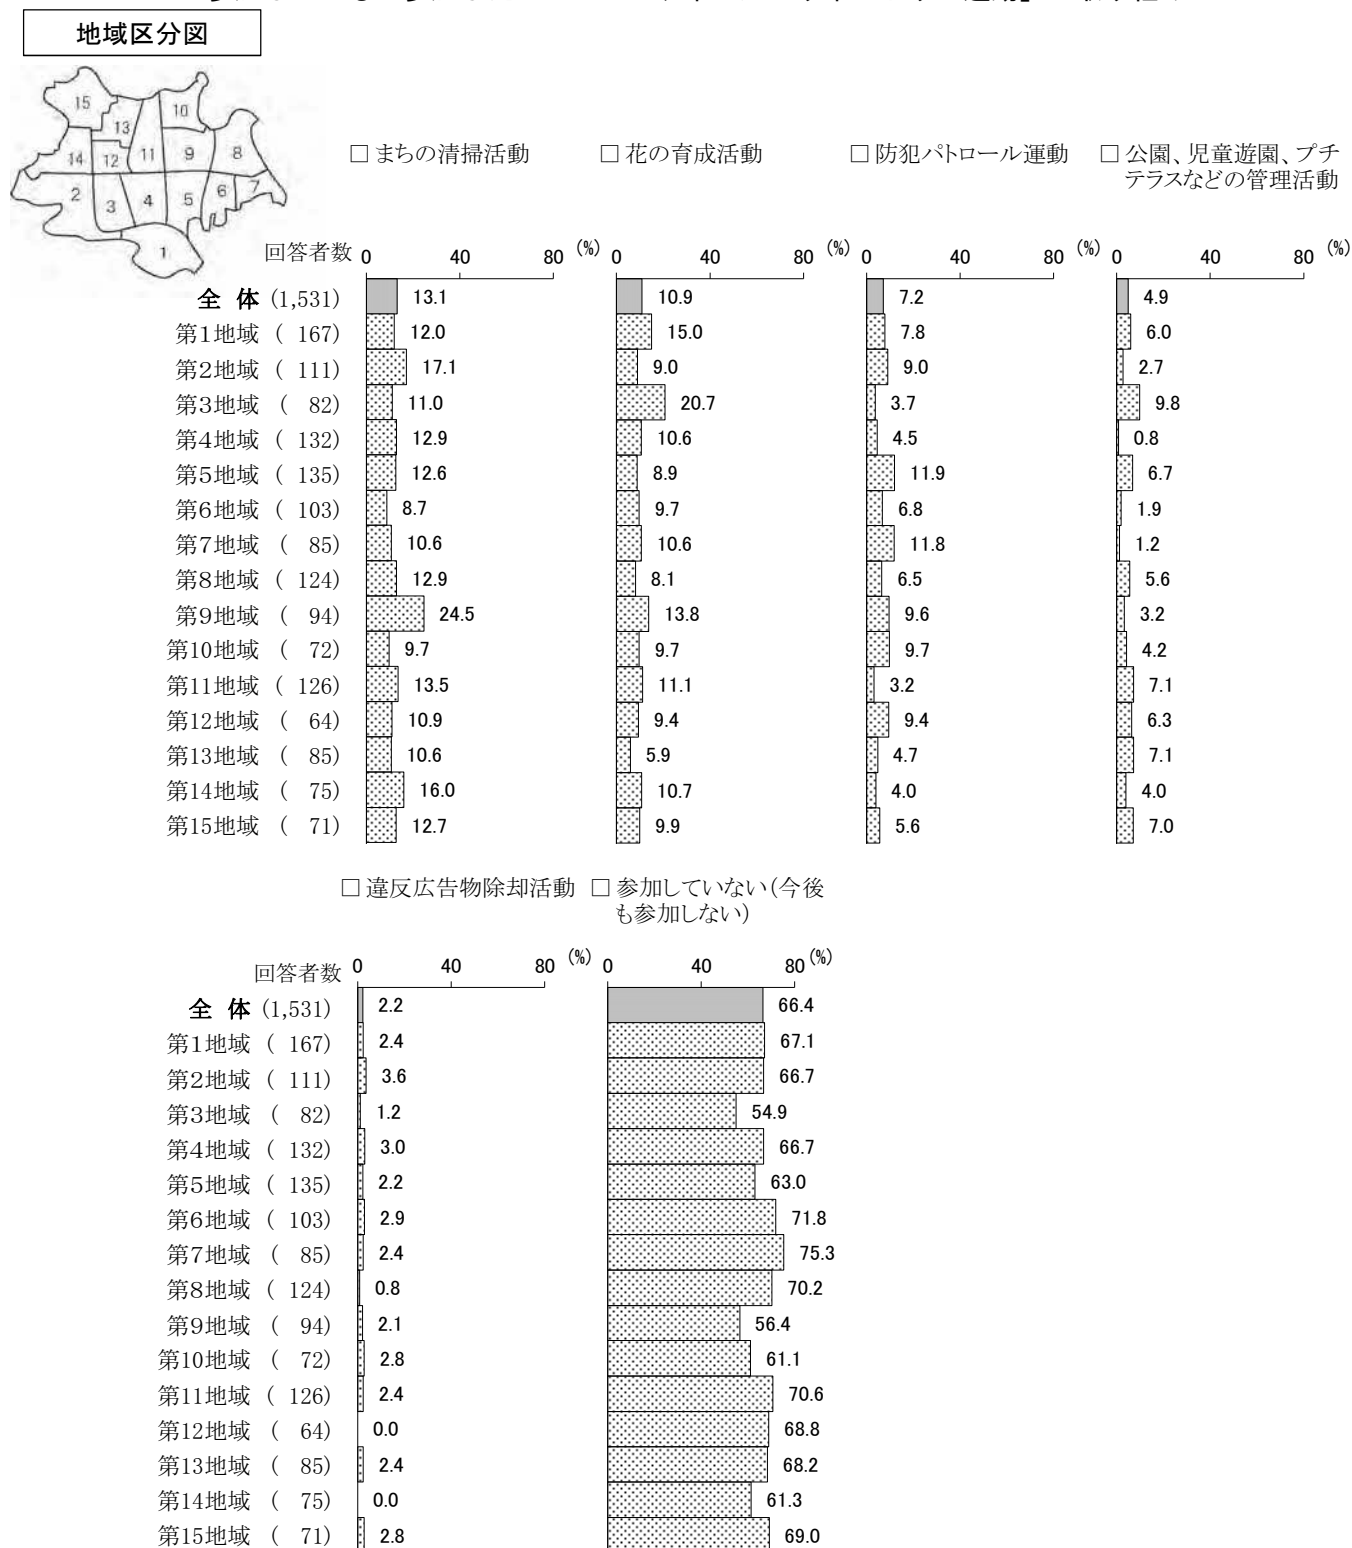 地域区分図
15
10
13
14 12 11 9 8
2 3 4 5 6 7
1
□ まちの清掃活動 □ 花の育成活動 □ 防犯パトロール運動 □ 公園、児童遊園、プチ
テラスなどの管理活動
回答者数 0 40 80 (%) 0 40 80 (%) 0 40 80 (%) 0 40 80 (%)
全 体 (1,531) 13.1 10.9 7.2 4.9
第1地域 ( 167) 12.0 15.0 7.8 6.0
第2地域 ( 111) 17.1 9.0 9.0 2.7
第3地域 ( 82) 11.0 20.7 3.7 9.8
第4地域 ( 132) 12.9 10.6 4.5 0.8
第5地域 ( 135) 12.6 8.9 11.9 6.7
第6地域 ( 103) 8.7 9.7 6.8 1.9
第7地域 ( 85) 10.6 10.6 11.8 1.2
第8地域 ( 124) 12.9 8.1 6.5 5.6
第9地域 ( 94) 24.5 13.8 9.6 3.2
第10地域 ( 72) 9.7 9.7 9.7 4.2
第11地域 ( 126) 13.5 11.1 3.2 7.1
第12地域 ( 64) 10.9 9.4 9.4 6.3
第13地域 ( 85) 10.6 5.9 4.7 7.1
第14地域 ( 75) 16.0 10.7 4.0 4.0
第15地域 ( 71) 12.7 9.9 5.6 7.0
□ 違反広告物除却活動 □ 参加していない(今後
も参加しない)
回答者数 0 40 80 (%) 0 40 80 (%)
全 体 (1,531) 2.2 66.4
第1地域 ( 167) 2.4 67.1
第2地域 ( 111) 3.6 66.7
第3地域 ( 82) 1.2 54.9
第4地域 ( 132) 3.0 66.7
第5地域 ( 135) 2.2 63.0
第6地域 ( 103) 2.9 71.8
第7地域 ( 85) 2.4 75.3
第8地域 ( 124) 0.8 70.2
第9地域 ( 94) 2.1 56.4
第10地域 ( 72) 2.8 61.1
第11地域 ( 126) 2.4 70.6
第12地域 ( 64) 0.0 68.8
第13地域 ( 85) 2.4 68.2
第14地域 ( 75) 0.0 61.3
第15地域 ( 71) 2.8 69.0